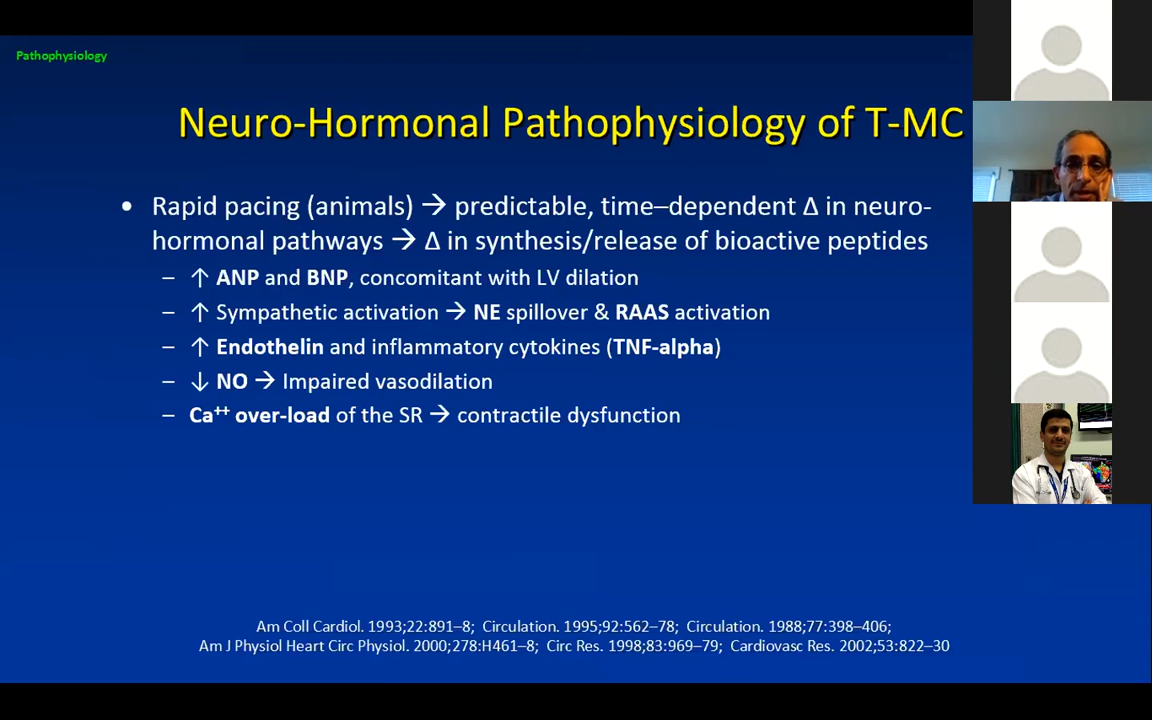 Pathophysiology
Neuro-Hormonal Pathophysiology of T-MC
• Rapid pacing (animals) → predictable, time–dependent Δ in neuro-
hormonal pathways → Δ in synthesis/release of bioactive peptides
– ↑ ANP and BNP, concomitant with LV dilation
– ↑ Sympathetic activation → NE spillover & RAAS activation
– ↑ Endothelin and inflammatory cytokines (TNF-alpha)
– ↓ NO → Impaired vasodilation
– Ca⁺⁺ over-load of the SR → contractile dysfunction
Am Coll Cardiol. 1993;22:891–8; Circulation. 1995;92:562–78; Circulation. 1988;77:398–406;
Am J Physiol Heart Circ Physiol. 2000;278:H461–8; Circ Res. 1998;83:969–79; Cardiovasc Res. 2002;53:822–30